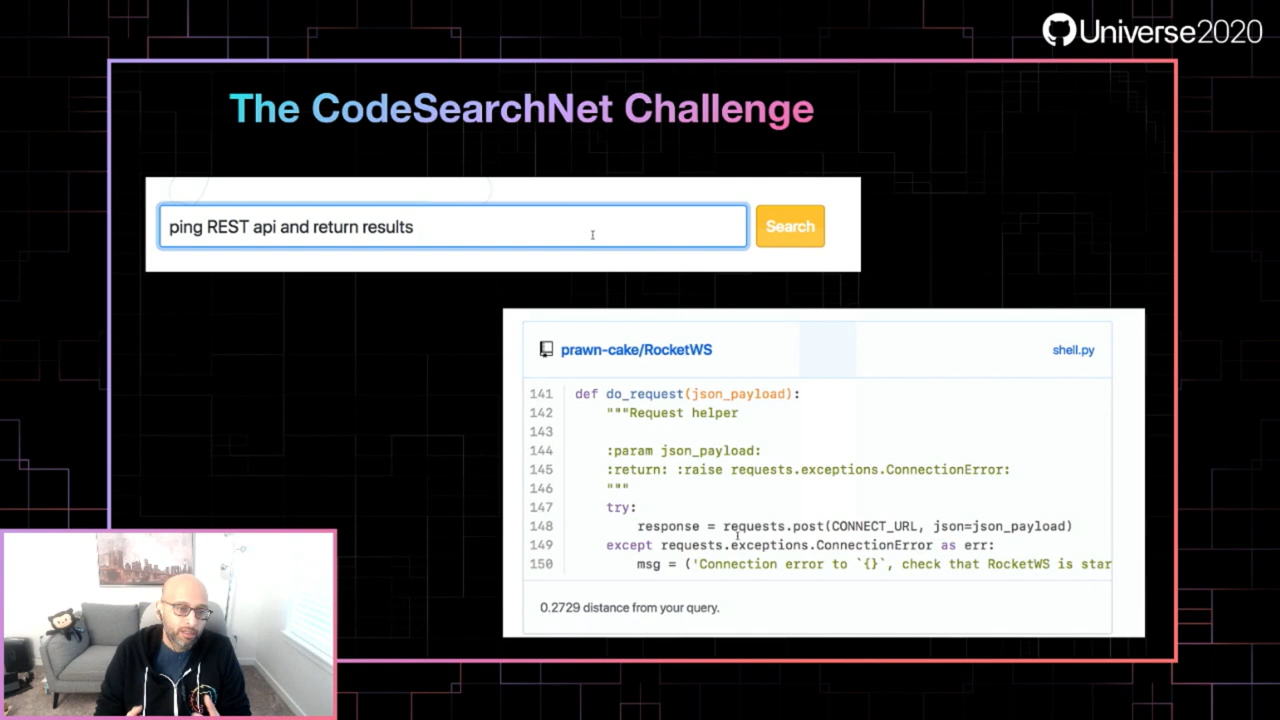 Universe2020
The CodeSearchNet Challenge
ping REST api and return results
Search
prawn-cake/RocketWS
shell.py
141 def do_request(json_payload):
142 """Request helper
143
144 :param json_payload:
145 :return: :raise requests.exceptions.ConnectionError:
146 """
147 try:
148 response = requests.post(CONNECT_URL, json=json_payload)
149 except requests.exceptions.ConnectionError as err:
150 msg = ('Connection error to `{}`, check that RocketWS is star
0.2729 distance from your query.